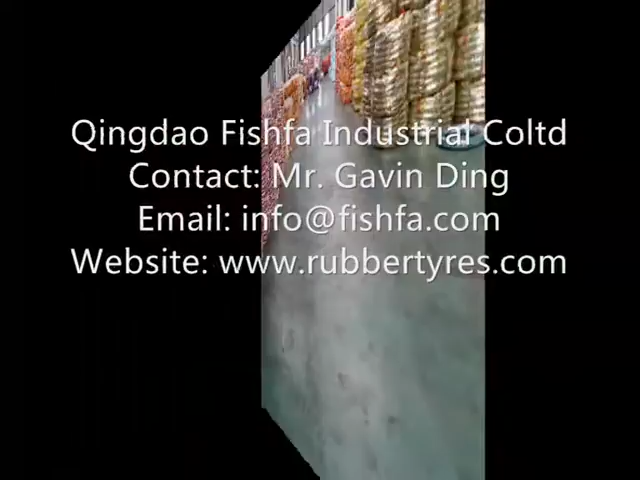 Qingdao Fishfa Industrial Coltd
Contact: Mr. Gavin Ding
Email: info@fishfa.com
Website: www.rubbertyres.com